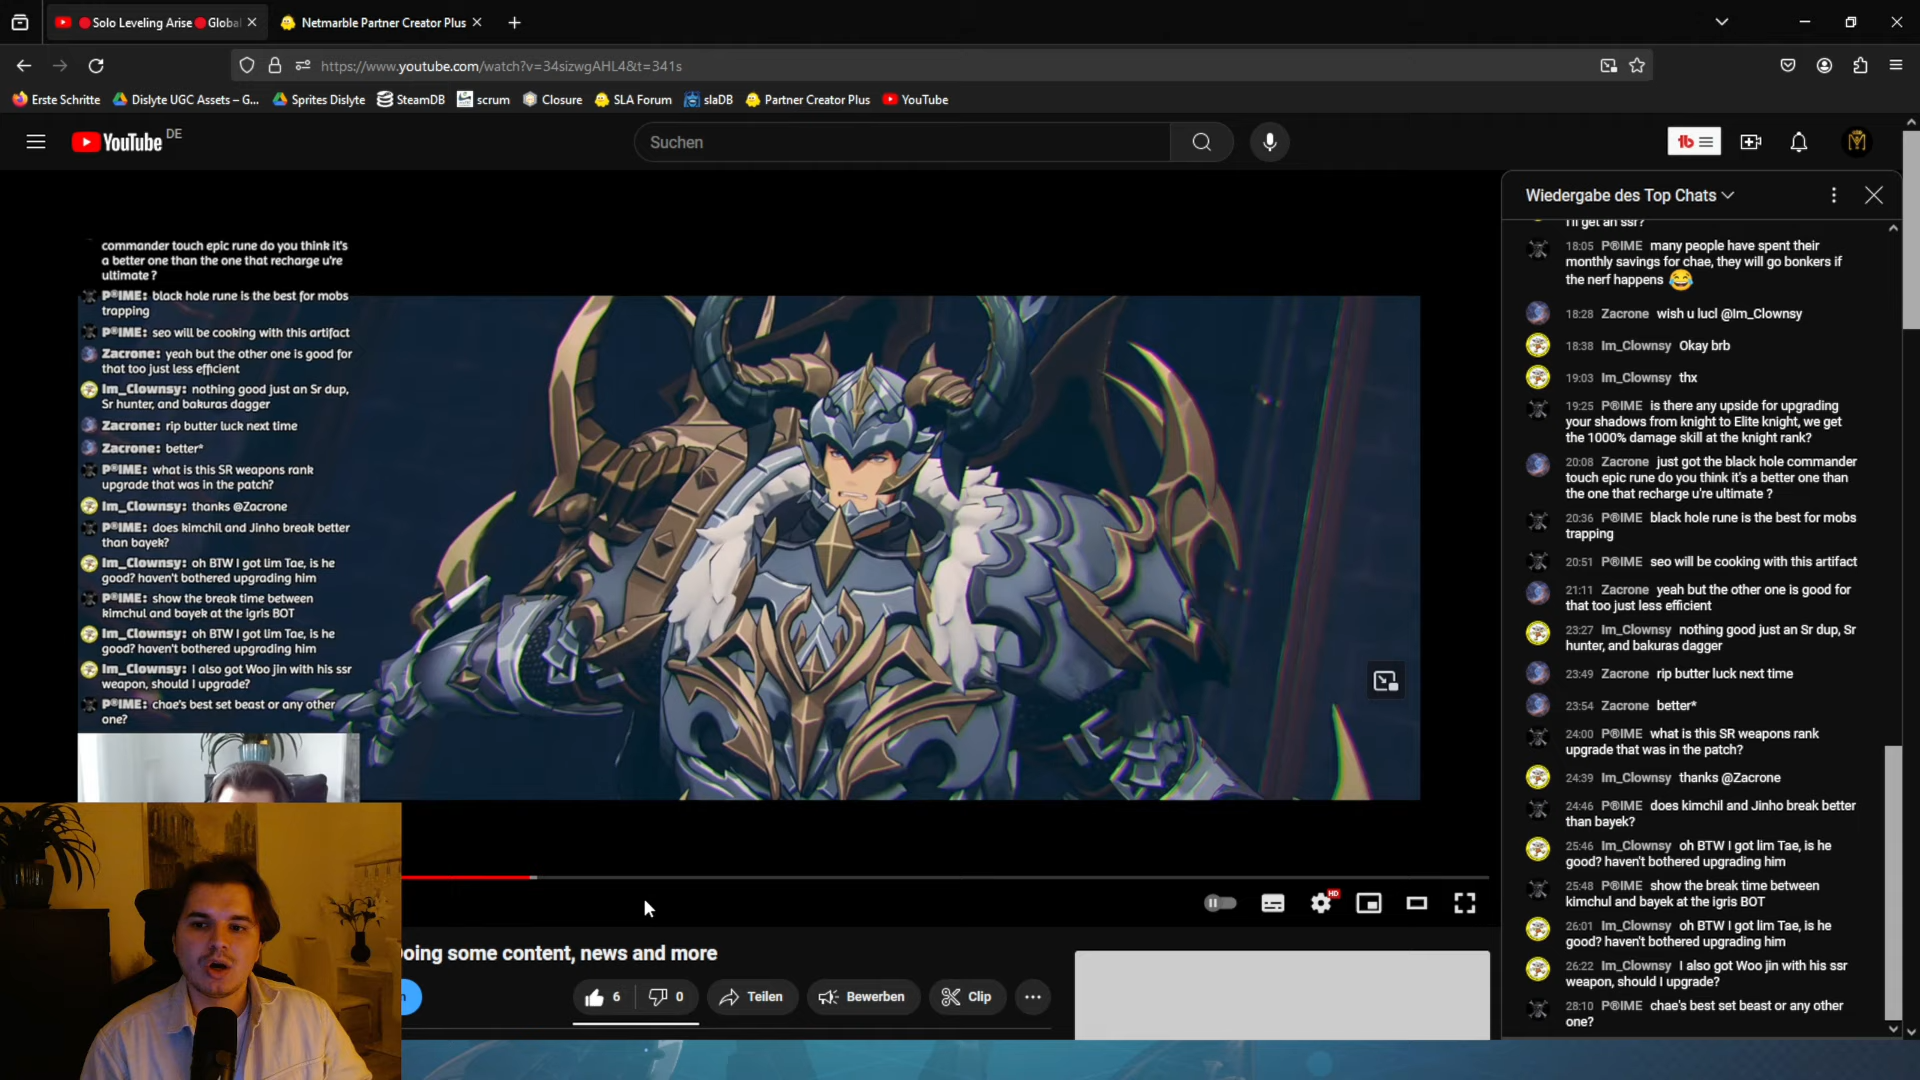 Solo Leveling Arise Global
Netmarble Partner Creator Plus
https://www.youtube.com/watch?v=34sizwgAHL4&t=341s
Erste Schritte
Dislyte UGC Assets – G...
Sprites Dislyte
SteamDB
scrum
Closure
SLA Forum
slaDB
Partner Creator Plus
YouTube
YouTube DE
Suchen
commander touch epic rune do you think it's
a better one than the one that recharge u're
ultimate ?
P®IME: black hole rune is the best for mobs
trapping
P®IME: seo will be cooking with this artifact
Zacrone: yeah but the other one is good for
that too just less efficient
Im_Clownsy: nothing good just an Sr dup,
Sr hunter, and bakuras dagger
Zacrone: rip butter luck next time
Zacrone: better*
P®IME: what is this SR weapons rank
upgrade that was in the patch?
Im_Clownsy: thanks @Zacrone
P®IME: does kimchil and Jinho break better
than bayek?
Im_Clownsy: oh BTW I got lim Tae, is he
good? haven't bothered upgrading him
P®IME: show the break time between
kimchul and bayek at the igris BOT
Im_Clownsy: oh BTW I got lim Tae, is he
good? haven't bothered upgrading him
Im_Clownsy: I also got Woo jin with his ssr
weapon, should I upgrade?
P®IME: chae's best set beast or any other
one?
HD
oing some content, news and more
6
0
Teilen
Bewerben
Clip
Wiedergabe des Top Chats
I'll get an ssr?
18:05 P®IME many people have spent their
monthly savings for chae, they will go bonkers if
the nerf happens 😂
18:28 Zacrone wish u lucl @Im_Clownsy
18:38 Im_Clownsy Okay brb
19:03 Im_Clownsy thx
19:25 P®IME is there any upside for upgrading
your shadows from knight to Elite knight, we get
the 1000% damage skill at the knight rank?
20:08 Zacrone just got the black hole commander
touch epic rune do you think it's a better one than
the one that recharge u're ultimate ?
20:36 P®IME black hole rune is the best for mobs
trapping
20:51 P®IME seo will be cooking with this artifact
21:11 Zacrone yeah but the other one is good for
that too just less efficient
23:27 Im_Clownsy nothing good just an Sr dup, Sr
hunter, and bakuras dagger
23:49 Zacrone rip butter luck next time
23:54 Zacrone better*
24:00 P®IME what is this SR weapons rank
upgrade that was in the patch?
24:39 Im_Clownsy thanks @Zacrone
24:46 P®IME does kimchil and Jinho break better
than bayek?
25:46 Im_Clownsy oh BTW I got lim Tae, is he
good? haven't bothered upgrading him
25:48 P®IME show the break time between
kimchul and bayek at the igris BOT
26:01 Im_Clownsy oh BTW I got lim Tae, is he
good? haven't bothered upgrading him
26:22 Im_Clownsy I also got Woo jin with his ssr
weapon, should I upgrade?
28:10 P®IME chae's best set beast or any other
one?